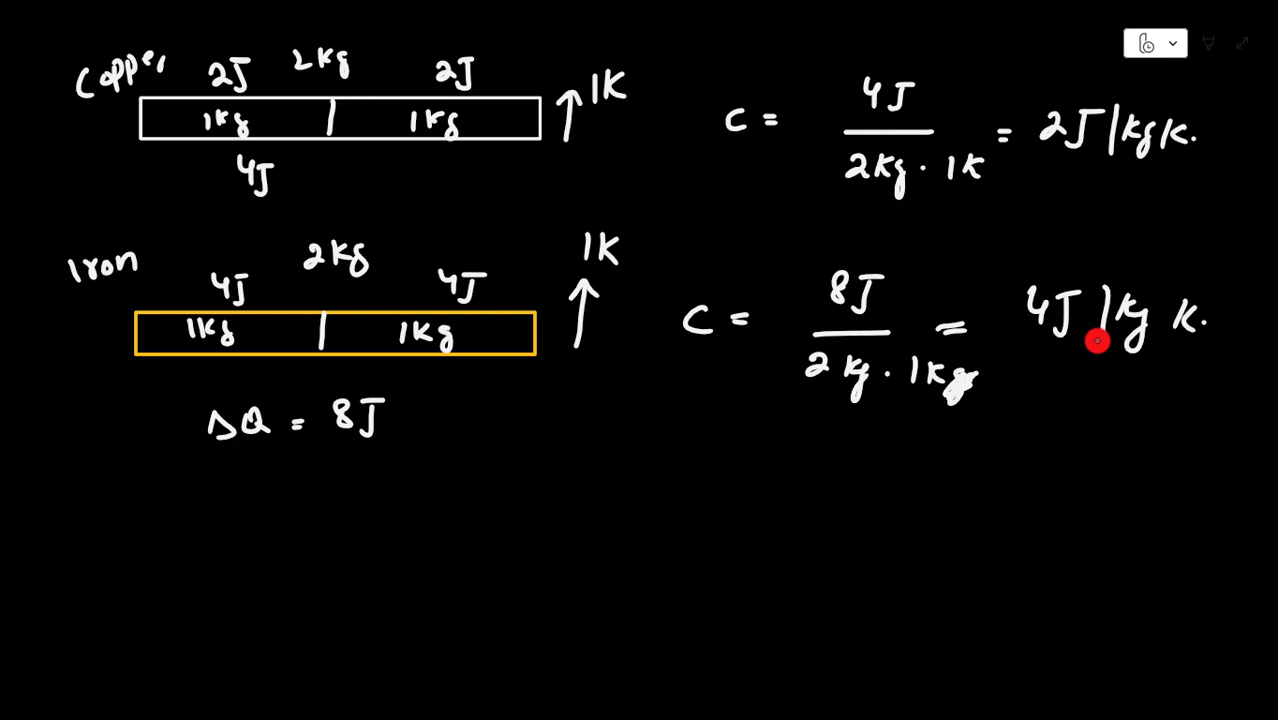 Copper 2J 2kg 2J
1kg | 1kg
1K
4J
C = 4J / 2kg · 1K = 2J/kgK.
Iron 4J 2kg 4J
1kg | 1kg
1K
ΔQ = 8J
C = 8J / 2kg · 1K = 4J/kg K.